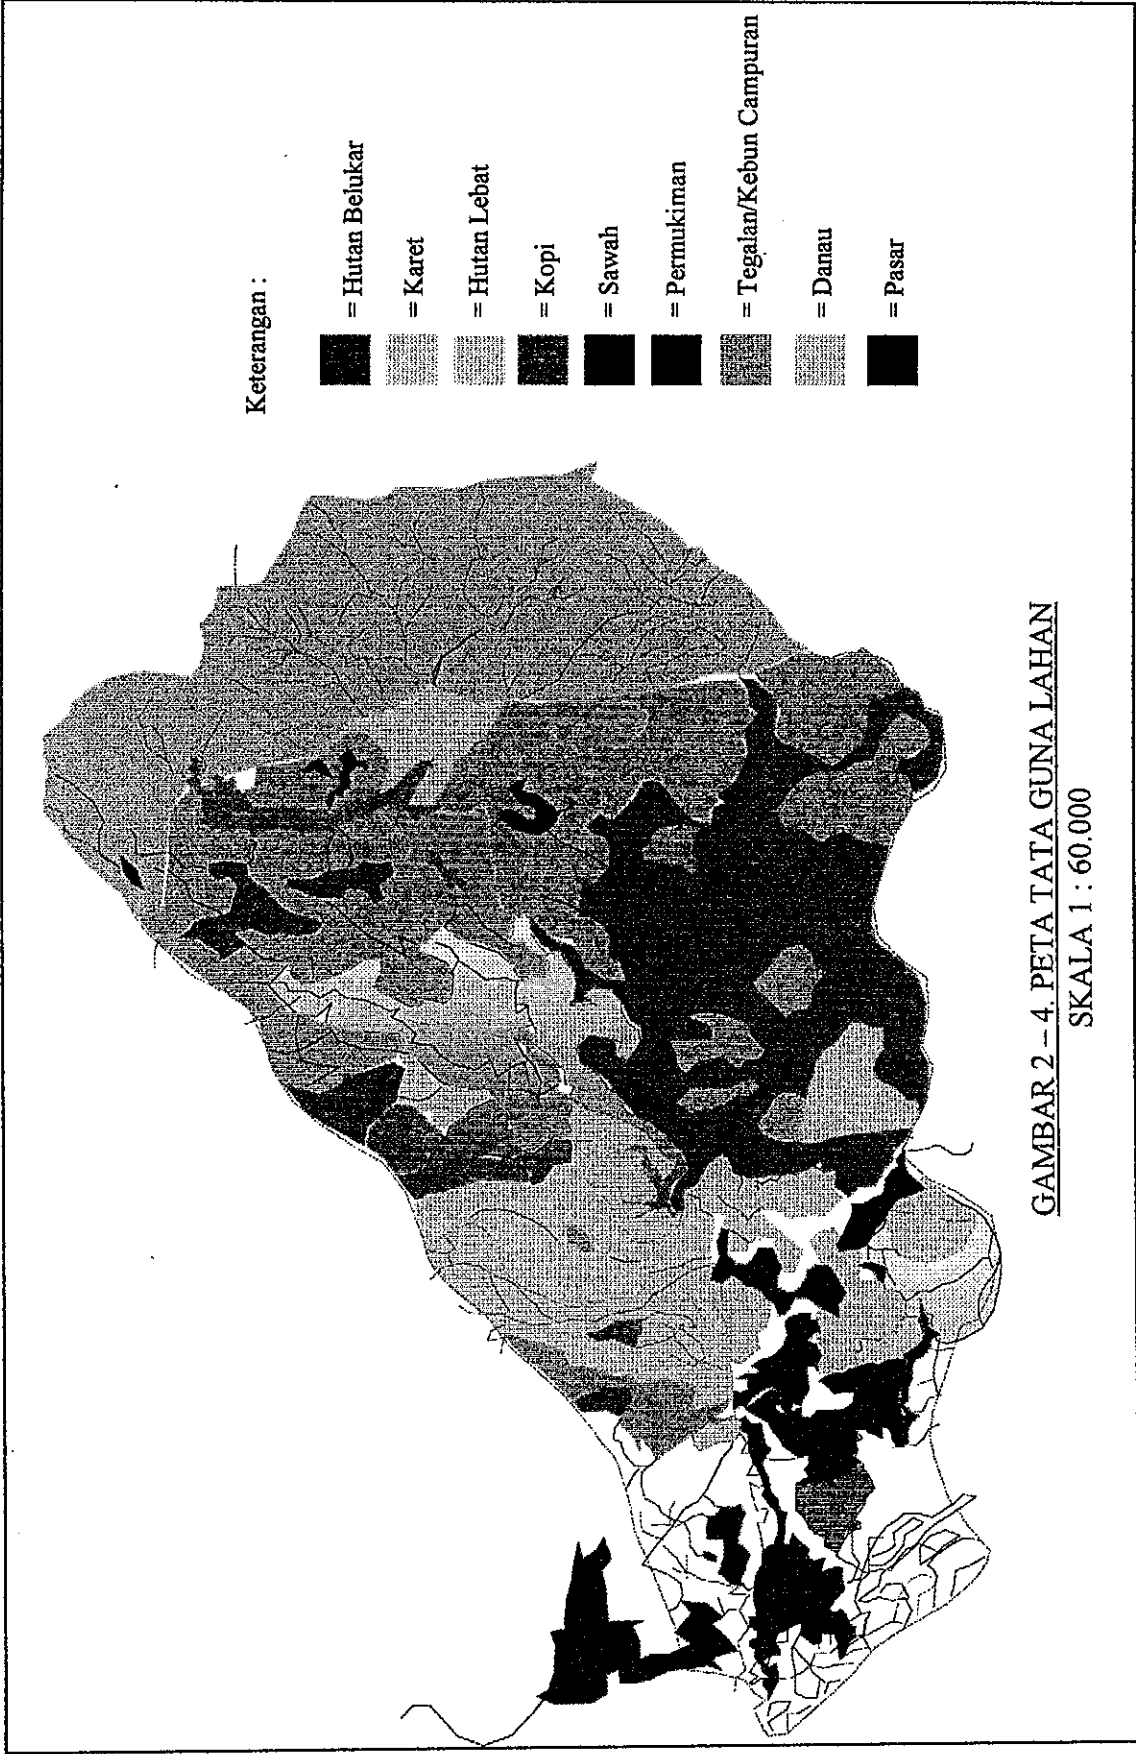 Keterangan :
= Hutan Belukar
= Karet
= Hutan Lebat
= Kopi
= Sawah
= Permukiman
= Tegalan/Kebun Campuran
= Danau
= Pasar
GAMBAR 2 – 4. PETA TATA GUNA LAHAN
SKALA 1 : 60.000